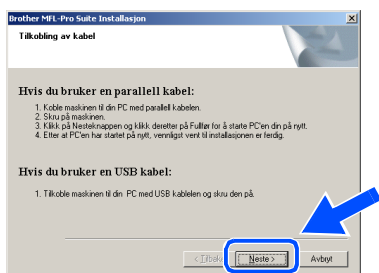 Brother MFL-Pro Suite Installasjon
Tilkobling av kabel
Hvis du bruker en parallell kabel:
1. Koble maskinen til din PC med parallell kabelen.
2. Skru på maskinen.
3. Klikk på Nesteknappen og klikk deretter på Fullfør for å starte PC'en din på nytt.
4. Etter at PC'en har startet på nytt, vennligst vent til installasjonen er ferdig.
Hvis du bruker en USB kabel:
1. Tilkoble maskinen til din PC med USB kablelen og skru den på.
< Tilbake Neste > Avbryt